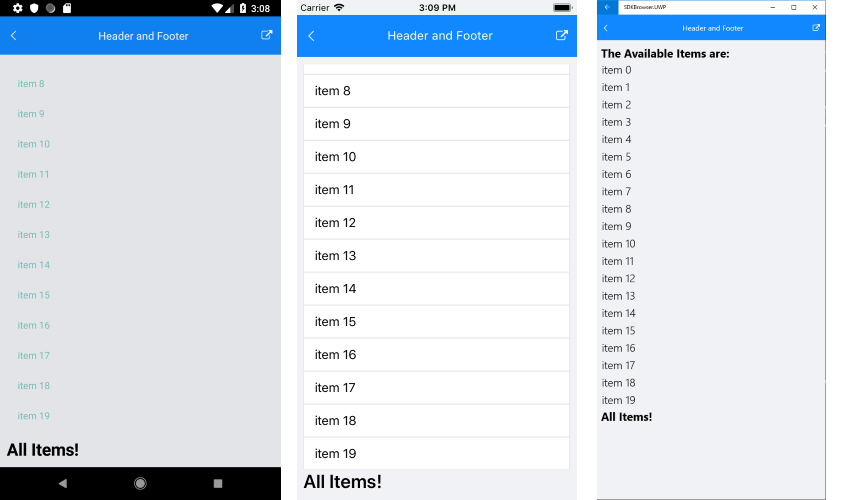 3:08
Header and Footer
item 8
item 9
item 10
item 11
item 12
item 13
item 14
item 15
item 16
item 17
item 18
item 19
All Items!
Carrier 3:09 PM
Header and Footer
item 8
item 9
item 10
item 11
item 12
item 13
item 14
item 15
item 16
item 17
item 18
item 19
All Items!
SDKBrowser.UWP
Header and Footer
The Available Items are:
item 0
item 1
item 2
item 3
item 4
item 5
item 6
item 7
item 8
item 9
item 10
item 11
item 12
item 13
item 14
item 15
item 16
item 17
item 18
item 19
All Items!